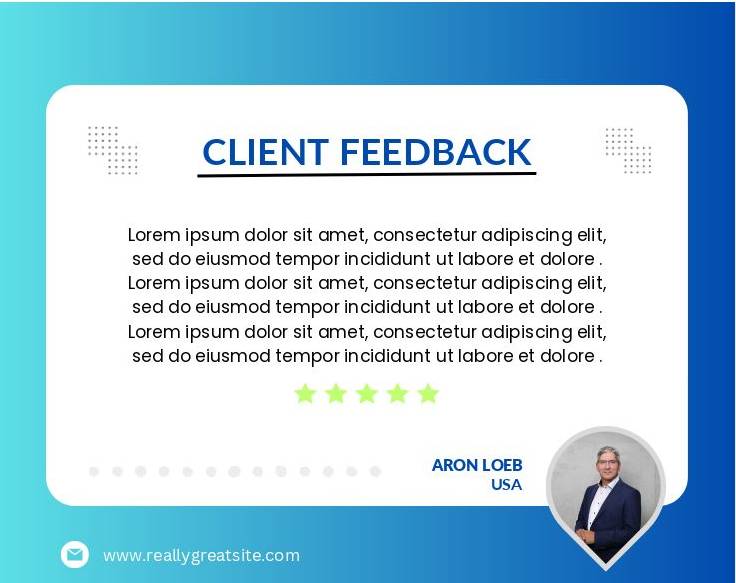 CLIENT FEEDBACK
Lorem ipsum dolor sit amet, consectetur adipiscing elit,
sed do eiusmod tempor incididunt ut labore et dolore .
Lorem ipsum dolor sit amet, consectetur adipiscing elit,
sed do eiusmod tempor incididunt ut labore et dolore .
Lorem ipsum dolor sit amet, consectetur adipiscing elit,
sed do eiusmod tempor incididunt ut labore et dolore .
ARON LOEB
USA
www.reallygreatsite.com